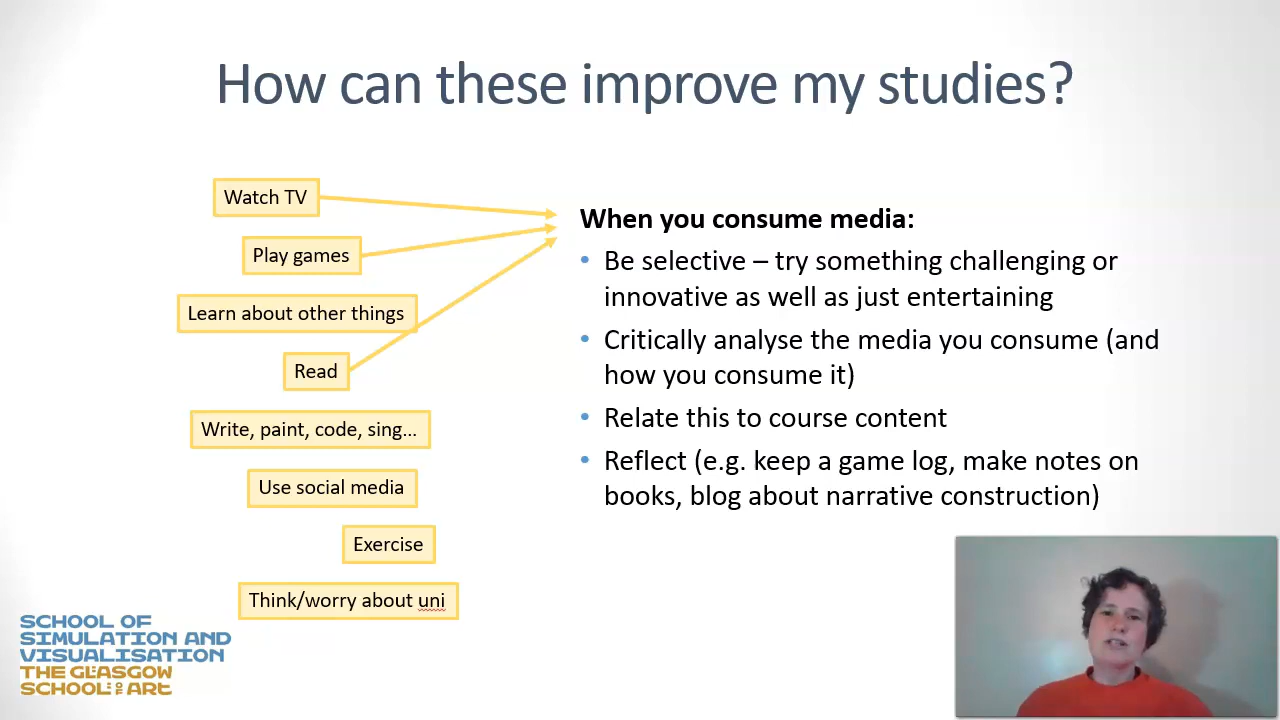 How can these improve my studies?
Watch TV
Play games
Learn about other things
Read
Write, paint, code, sing...
Use social media
Exercise
Think/worry about uni
When you consume media:
• Be selective – try something challenging or
innovative as well as just entertaining
• Critically analyse the media you consume (and
how you consume it)
• Relate this to course content
• Reflect (e.g. keep a game log, make notes on
books, blog about narrative construction)
SCHOOL OF
SIMULATION AND
VISUALISATION
THE GLASGOW
SCHOOL OF ART